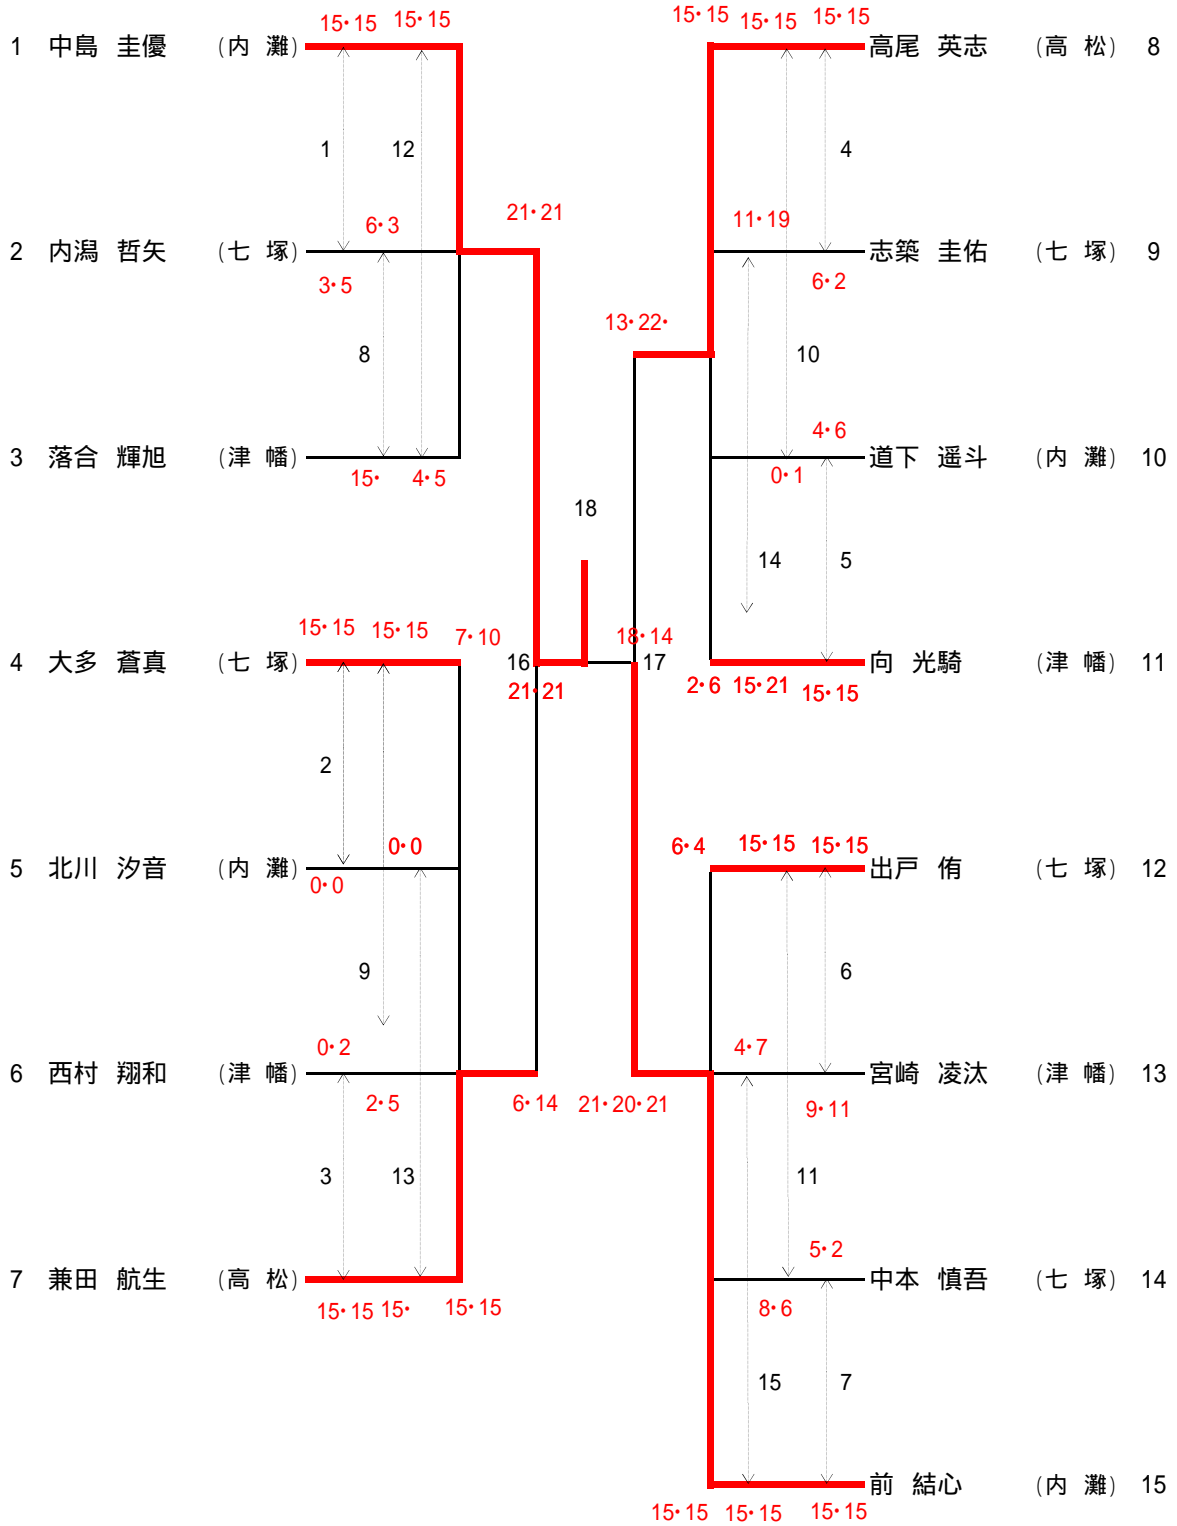 15・15 15・15
15・15 15・15 15・15
1 中島 圭優 (内 灘)
高尾 英志 (高 松) 8
1 12
4
6・3
21・21
11・19
2 内潟 哲矢 (七 塚)
志築 圭佑 (七 塚) 9
3・5
6・2
13・22・
8
10
4・6
3 落合 輝旭 (津 幡)
道下 遥斗 (内 灘) 10
15・ 4・5
0・1
18
14 5
15・15 15・15 7・10
18・14
4 大多 蒼真 (七 塚)
16 17
向 光騎 (津 幡) 11
21・21
2・6 15・21 15・15
2
0・0
6・4 15・15 15・15
5 北川 汐音 (内 灘)
出戸 侑 (七 塚) 12
0・0
9
6
0・2
4・7
6 西村 翔和 (津 幡)
宮崎 凌汰 (津 幡) 13
2・5
6・14 21・20・21
9・11
3 13
11
5・2
7 兼田 航生 (高 松)
中本 慎吾 (七 塚) 14
15・15 15・ 15・15
8・6
15 7
前 結心 (内 灘) 15
15・15 15・15 15・15